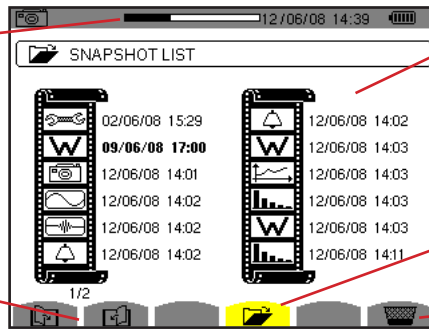 12/06/08 14:39
SNAPSHOT LIST
02/06/08 15:29
W 09/06/08 17:00
12/06/08 14:01
12/06/08 14:02
12/06/08 14:02
12/06/08 14:02
12/06/08 14:02
W 12/06/08 14:03
12/06/08 14:03
12/06/08 14:03
W 12/06/08 14:03
12/06/08 14:11
1/2